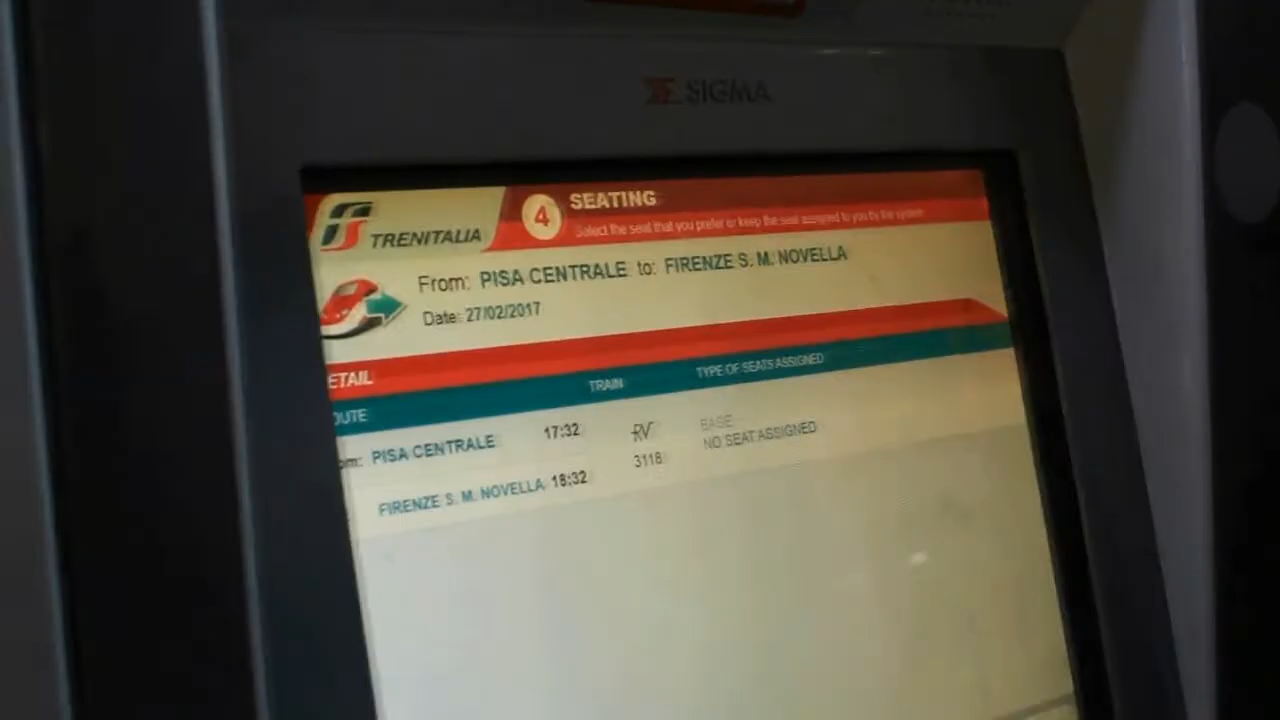 SIGMA
TRENITALIA
4 SEATING
Select the seat that you prefer or keep the seat assigned to you by the system
From: PISA CENTRALE to: FIRENZE S. M. NOVELLA
Date: 27/02/2017
ETAIL
OUTE TRAIN TYPE OF SEATS ASSIGNED
om: PISA CENTRALE 17:32 RV BASE
3118 NO SEAT ASSIGNED
FIRENZE S. M. NOVELLA 18:32